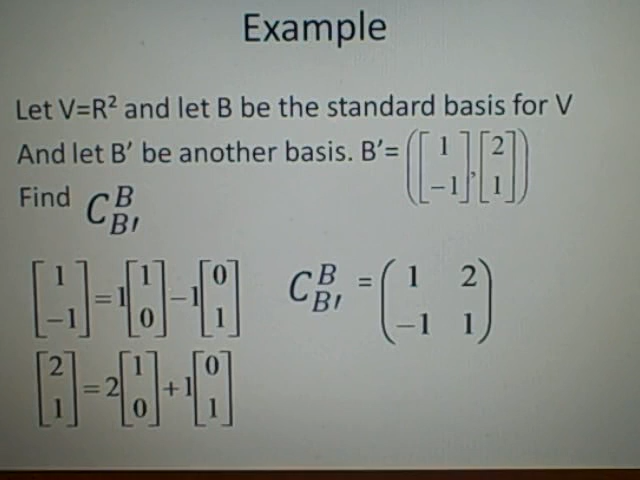 Example
Let V=R² and let B be the standard basis for V
And let B′ be another basis. B′= ([1 -1], [2 1])
Find C^B_B′
[1 -1] = 1[1 0] - 1[0 1]
C^B_B′ = (1 2 -1 1)
[2 1] = 2[1 0] + 1[0 1]